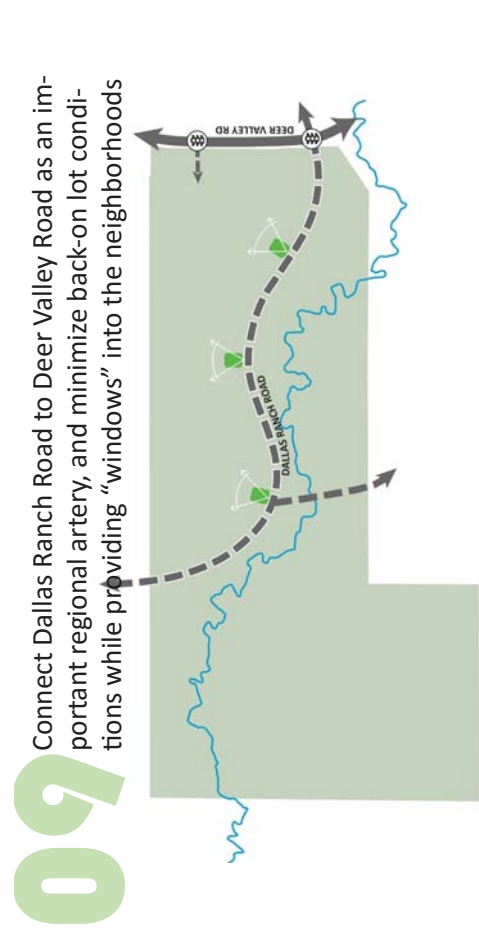 09
Connect Dallas Ranch Road to Deer Valley Road as an im-
portant regional artery, and minimize back-on lot condi-
tions while providing “windows” into the neighborhoods
DEER VALLEY RD
DALLAS RANCH ROAD